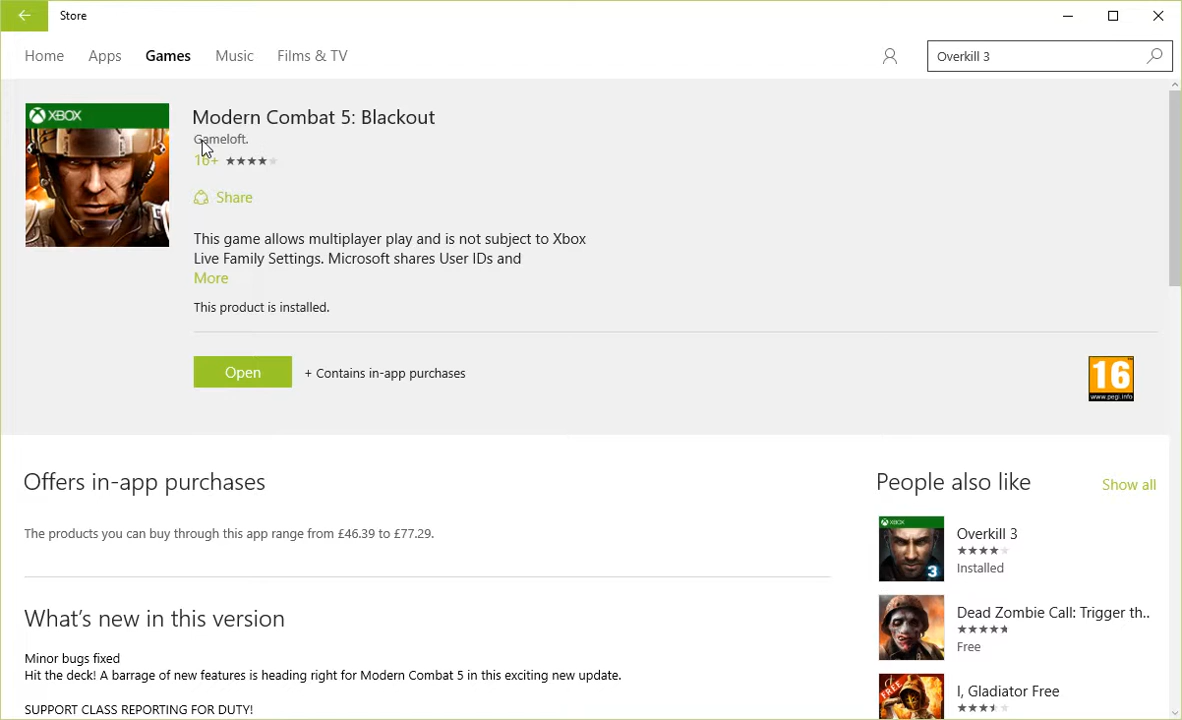 Store
Home Apps Games Music Films & TV
Overkill 3
XBOX
Modern Combat 5: Blackout
Gameloft.
16+
Share
This game allows multiplayer play and is not subject to Xbox
Live Family Settings. Microsoft shares User IDs and
More
This product is installed.
Open + Contains in-app purchases
16
www.pegi.info
Offers in-app purchases
The products you can buy through this app range from £46.39 to £77.29.
What's new in this version
Minor bugs fixed
Hit the deck! A barrage of new features is heading right for Modern Combat 5 in this exciting new update.
SUPPORT CLASS REPORTING FOR DUTY!
People also like Show all
XBOX
3
Overkill 3
Installed
Dead Zombie Call: Trigger th..
Free
FREE
I, Gladiator Free